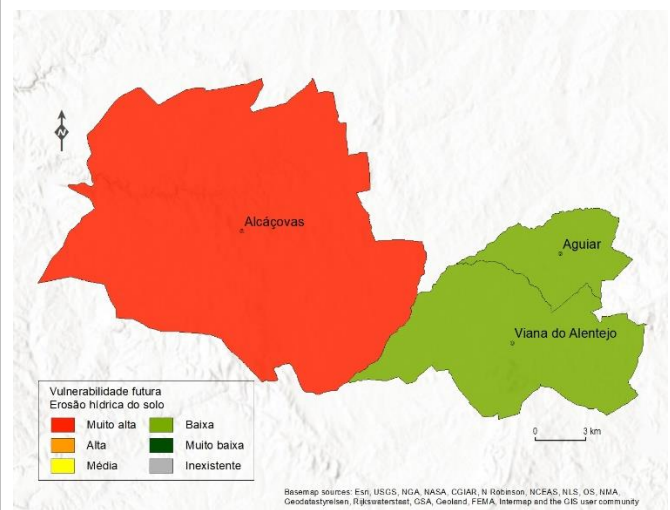 N
Alcáçovas
Aguiar
Viana do Alentejo
Vulnerabilidade futura
Erosão hídrica do solo
Muito alta
Baixa
Alta
Muito baixa
Média
Inexistente
0 3 km
Basemap sources: Esri, USGS, NGA, NASA, CGIAR, N Robinson, NCEAS, NLS, OS, NMA,
Geodatastyrelsen, Rijkswaterstaat, GSA, Geoland, FEMA, Intermap and the GIS user community